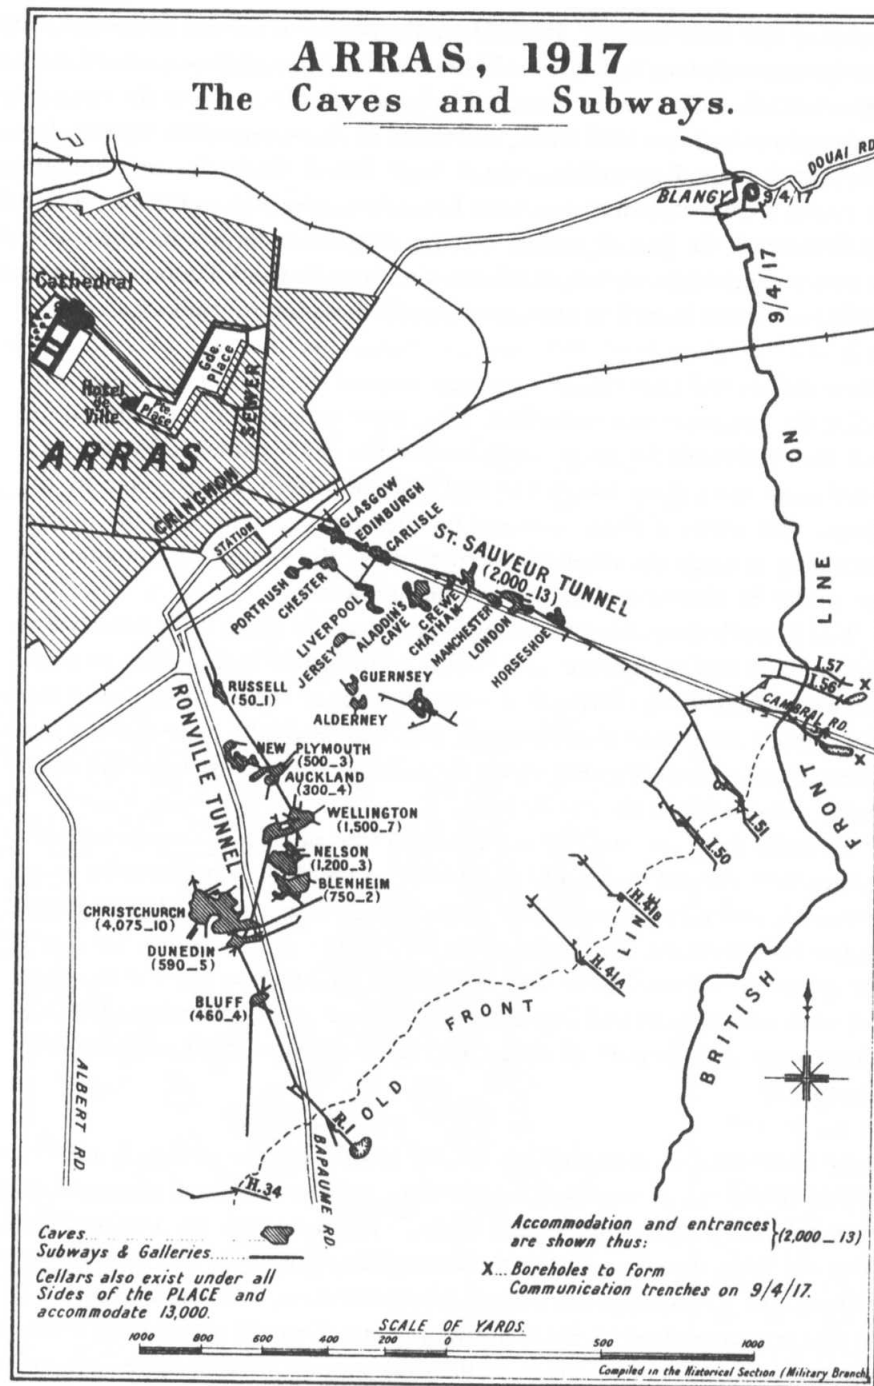 ARRAS, 1917
The Caves and Subways.
DOUAI RD
BLANGY
9/4/17
Cathedral
Gde. Place
Hotel de Ville
Pte. Place
SEWER
ARRAS
CRINCHON
STATION
GLASGOW
EDINBURGH
CARLISLE
ST. SAUVEUR TUNNEL
(2,000_13)
PORTRUSH
CHESTER
LIVERPOOL
JERSEY
ALADDIN'S CAVE
CREWE
CHATHAM
MANCHESTER
LONDON
HORSESHOE
GUERNSEY
ALDERNEY
RUSSELL
(50_1)
NEW PLYMOUTH
(500_3)
AUCKLAND
(300_4)
WELLINGTON
(1,500_7)
NELSON
(1,200_3)
BLENHEIM
(750_2)
CHRISTCHURCH
(4,075_10)
DUNEDIN
(590_5)
BLUFF
(460_4)
RONVILLE TUNNEL
BRITISH FRONT LINE ON 9/4/17
I.57
I.56
CAMBRAI RD.
X
X
I.54
I.51
I.50
H.41B
H.41A
OLD FRONT LINE
R.1
H.34
ALBERT RD.
BAPAUME RD.
Caves
Subways & Galleries
Cellars also exist under all
Sides of the PLACE and
accommodate 13,000.
Accommodation and entrances
are shown thus: } (2,000_13)
X... Boreholes to form
Communication trenches on 9/4/17.
SCALE OF YARDS.
1000 800 600 400 200 0 500 1000
Compiled in the Historical Section (Military Branch)